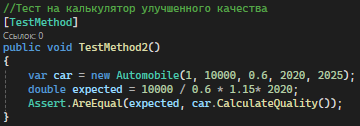 //Тест на калькулятор улучшенного качества
[TestMethod]
Ссылок: 0
public void TestMethod2()
{
var car = new Automobile(1, 10000, 0.6, 2020, 2025);
double expected = 10000 / 0.6 * 1.15* 2020;
Assert.AreEqual(expected, car.CalculateQuality());
}